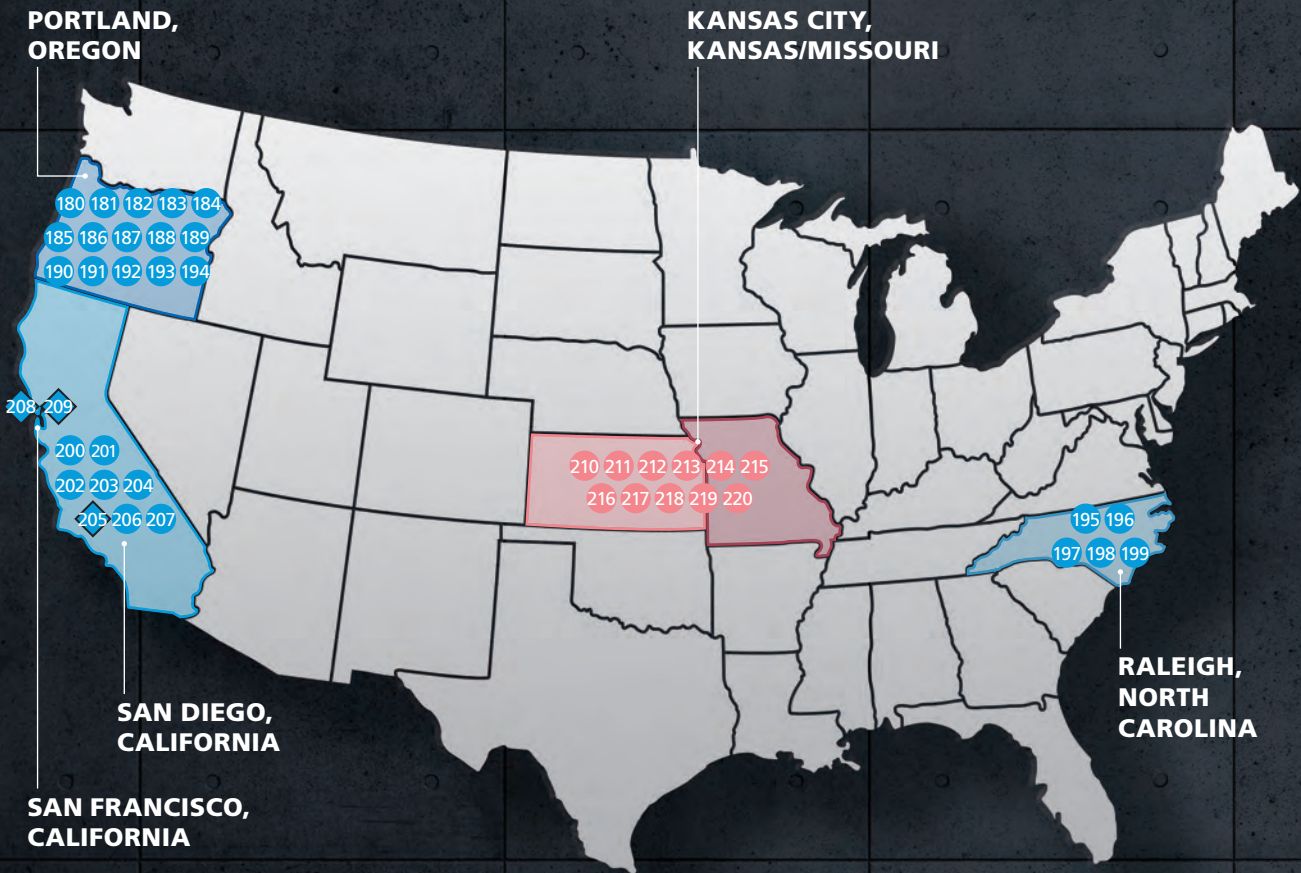 PORTLAND,
OREGON
KANSAS CITY,
KANSAS/MISSOURI
180 181 182 183 184
185 186 187 188 189
190 191 192 193 194
208 209
200 201
202 203 204
205 206 207
210 211 212 213 214 215
216 217 218 219 220
195 196
197 198 199
SAN DIEGO,
CALIFORNIA
SAN FRANCISCO,
CALIFORNIA
RALEIGH,
NORTH
CAROLINA